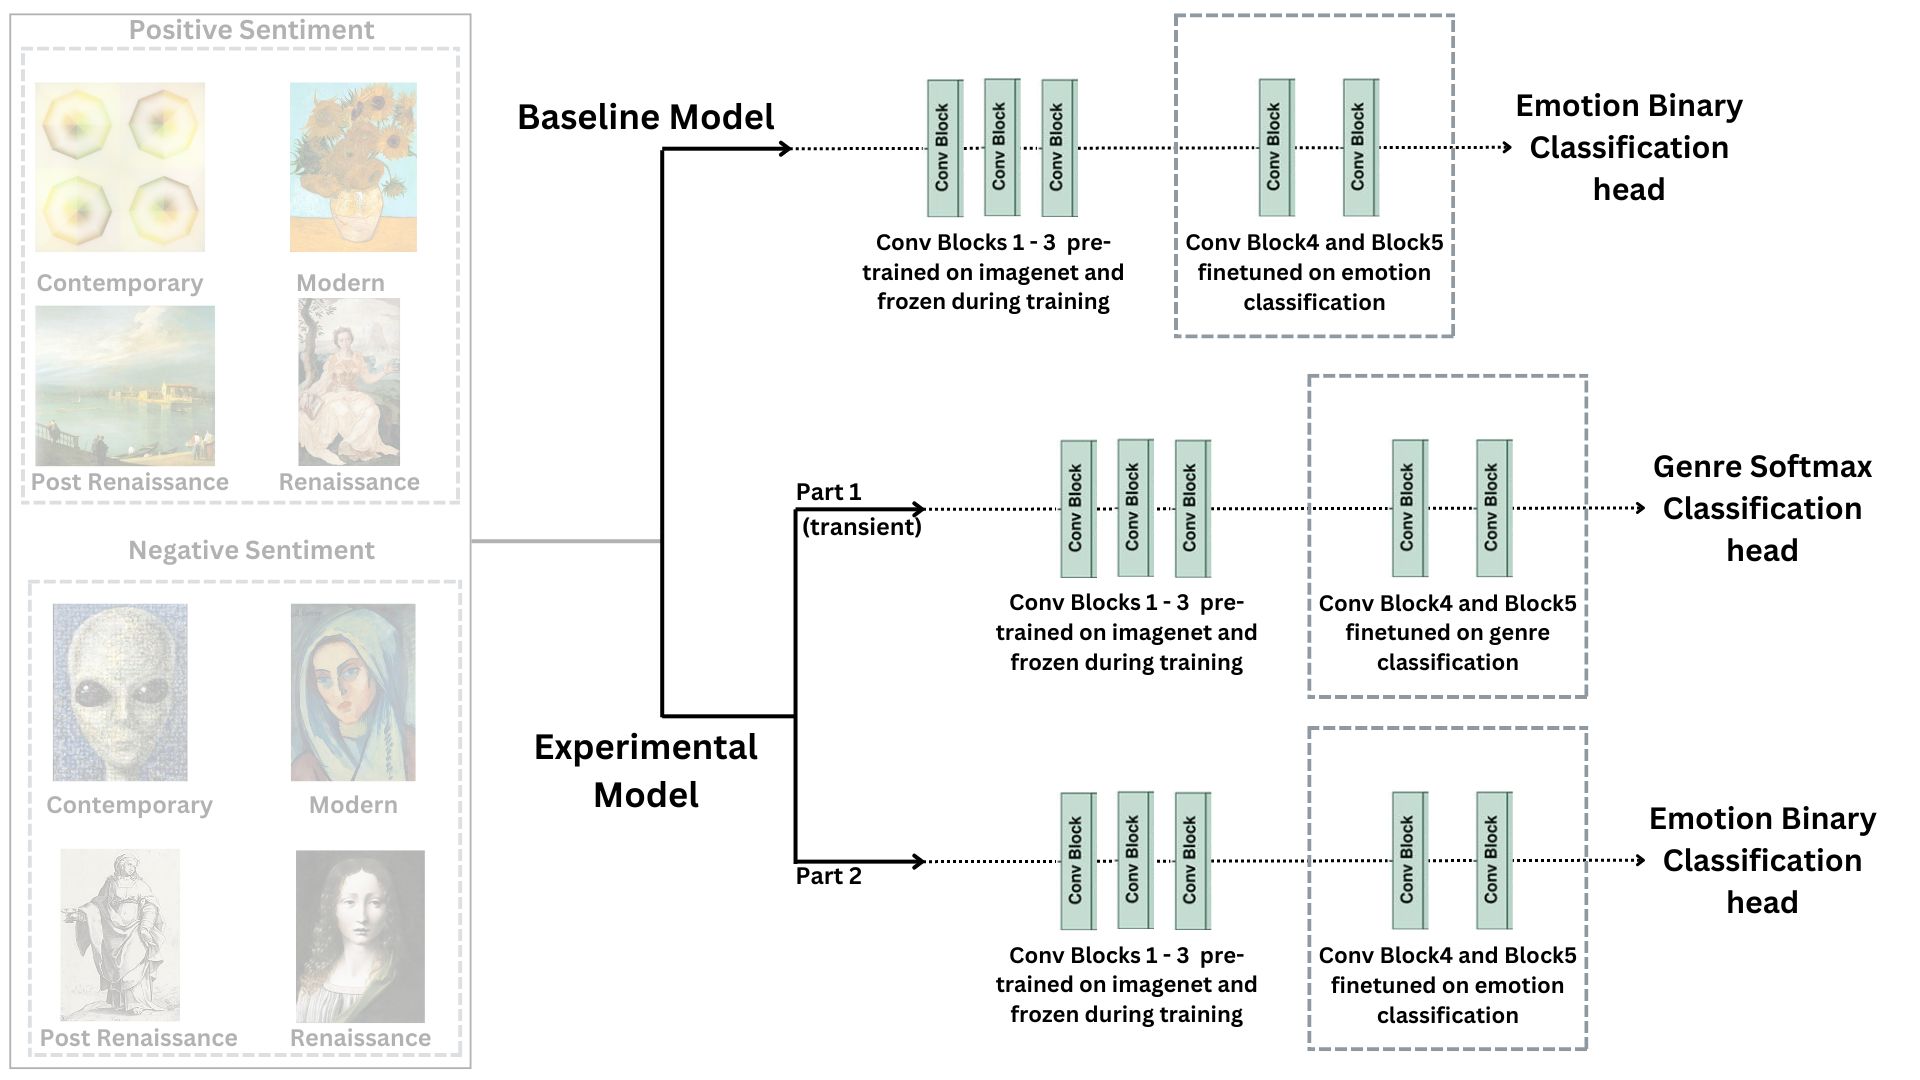 Positive Sentiment
Contemporary
Modern
Post Renaissance
Renaissance
Negative Sentiment
Contemporary
Modern
Post Renaissance
Renaissance
Baseline Model
Conv Block
Conv Block
Conv Block
Conv Blocks 1 - 3 pre-
trained on imagenet and
frozen during training
Conv Block
Conv Block
Conv Block4 and Block5
finetuned on emotion
classification
Emotion Binary
Classification
head
Experimental
Model
Part 1
(transient)
Conv Block
Conv Block
Conv Block
Conv Blocks 1 - 3 pre-
trained on imagenet and
frozen during training
Conv Block
Conv Block
Conv Block4 and Block5
finetuned on genre
classification
Genre Softmax
Classification
head
Part 2
Conv Block
Conv Block
Conv Block
Conv Blocks 1 - 3 pre-
trained on imagenet and
frozen during training
Conv Block
Conv Block
Conv Block4 and Block5
finetuned on emotion
classification
Emotion Binary
Classification
head